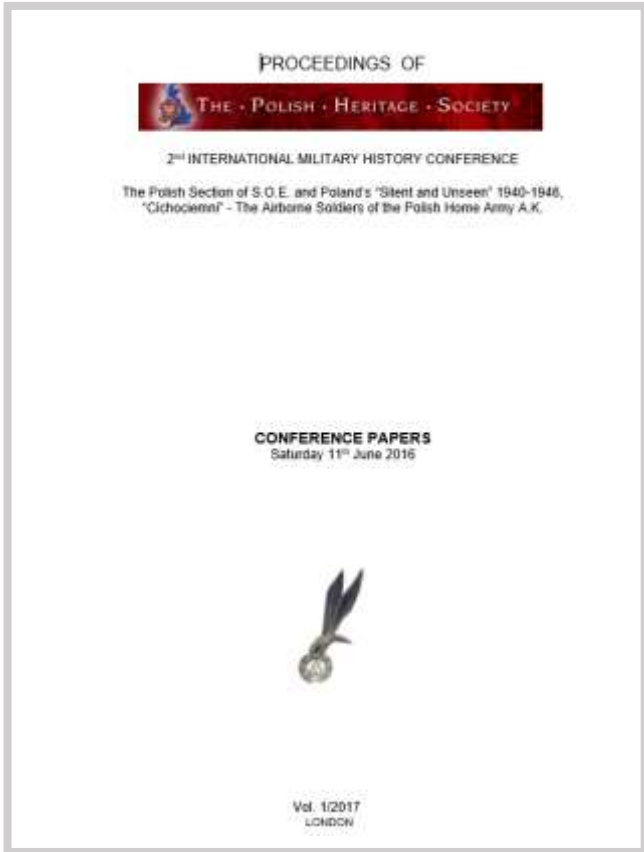 PROCEEDINGS OF
THE · POLISH · HERITAGE · SOCIETY
2nd INTERNATIONAL MILITARY HISTORY CONFERENCE
The Polish Section of S.O.E. and Poland's "Silent and Unseen" 1940-1946,
"Cichociemni" - The Airborne Soldiers of the Polish Home Army A.K.
CONFERENCE PAPERS
Saturday 11th June 2016
Vol. 1/2017
LONDON